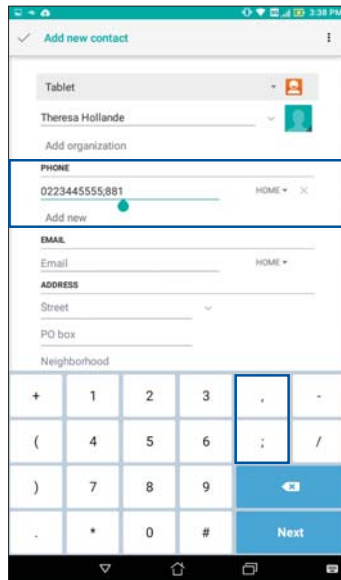 3:38 PM
Add new contact
Tablet
Theresa Hollande
Add organization
PHONE
0223445555;881 HOME
Add new
EMAIL
Email HOME
ADDRESS
Street
PO box
Neighborhood
+ 1 2 3 , -
( 4 5 6 ; /
) 7 8 9
. * 0 # Next